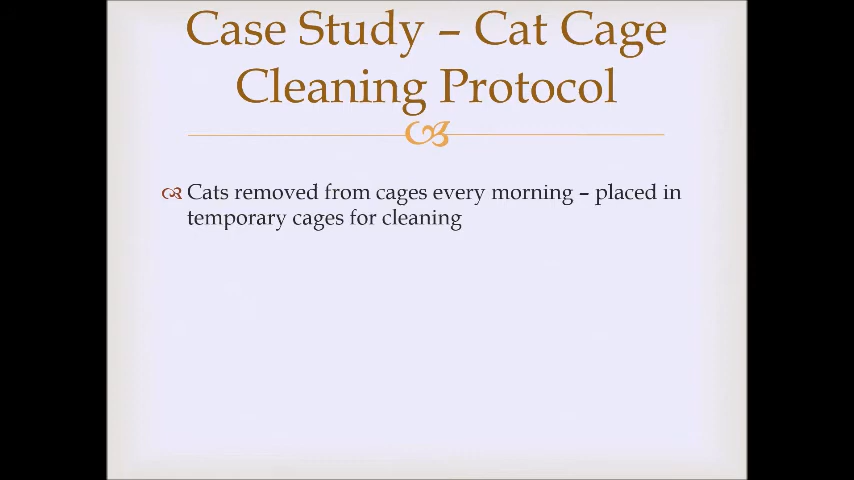 Case Study – Cat Cage
Cleaning Protocol
Cats removed from cages every morning – placed in
temporary cages for cleaning